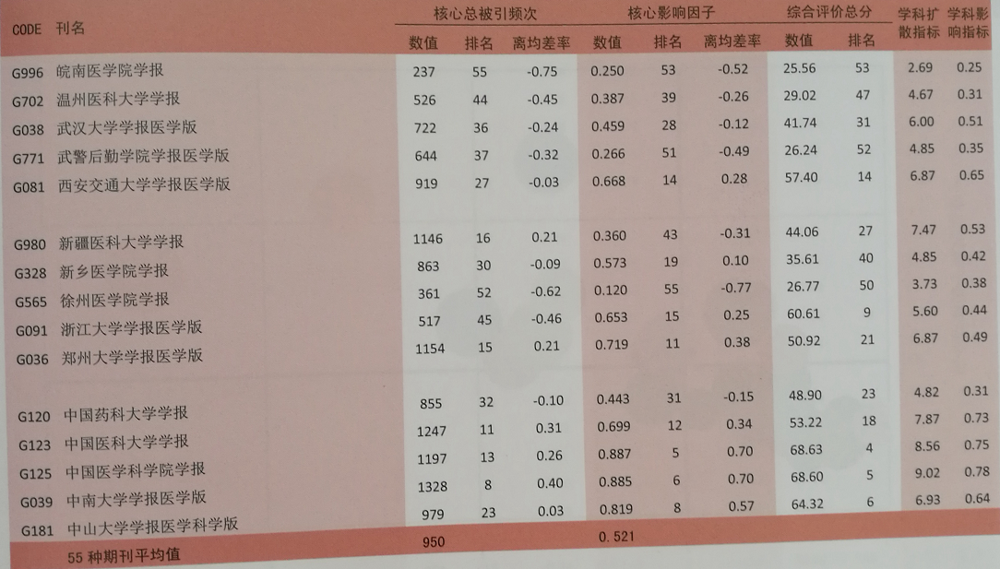 CODE 刊名 核心总被引频次 核心影响因子 综合评价总分 学科扩散指标 学科影响指标
数值 排名 离均差率 数值 排名 离均差率 数值 排名
G996 皖南医学院学报 237 55 -0.75 0.250 53 -0.52 25.56 53 2.69 0.25
G702 温州医科大学学报 526 44 -0.45 0.387 39 -0.26 29.02 47 4.67 0.31
G038 武汉大学学报医学版 722 36 -0.24 0.459 28 -0.12 41.74 31 6.00 0.51
G771 武警后勤学院学报医学版 644 37 -0.32 0.266 51 -0.49 26.24 52 4.85 0.35
G081 西安交通大学学报医学版 919 27 -0.03 0.668 14 0.28 57.40 14 6.87 0.65
G980 新疆医科大学学报 1146 16 0.21 0.360 43 -0.31 44.06 27 7.47 0.53
G328 新乡医学院学报 863 30 -0.09 0.573 19 0.10 35.61 40 4.85 0.42
G565 徐州医学院学报 361 52 -0.62 0.120 55 -0.77 26.77 50 3.73 0.38
G091 浙江大学学报医学版 517 45 -0.46 0.653 15 0.25 60.61 9 5.60 0.44
G036 郑州大学学报医学版 1154 15 0.21 0.719 11 0.38 50.92 21 6.87 0.49
G120 中国药科大学学报 855 32 -0.10 0.443 31 -0.15 48.90 23 4.82 0.31
G123 中国医科大学学报 1247 11 0.31 0.699 12 0.34 53.22 18 7.87 0.73
G125 中国医学科学院学报 1197 13 0.26 0.887 5 0.70 68.63 4 8.56 0.75
G039 中南大学学报医学版 1328 8 0.40 0.885 6 0.70 68.60 5 9.02 0.78
G181 中山大学学报医学科学版 979 23 0.03 0.819 8 0.57 64.32 6 6.93 0.64
55 种期刊平均值 950 0.521